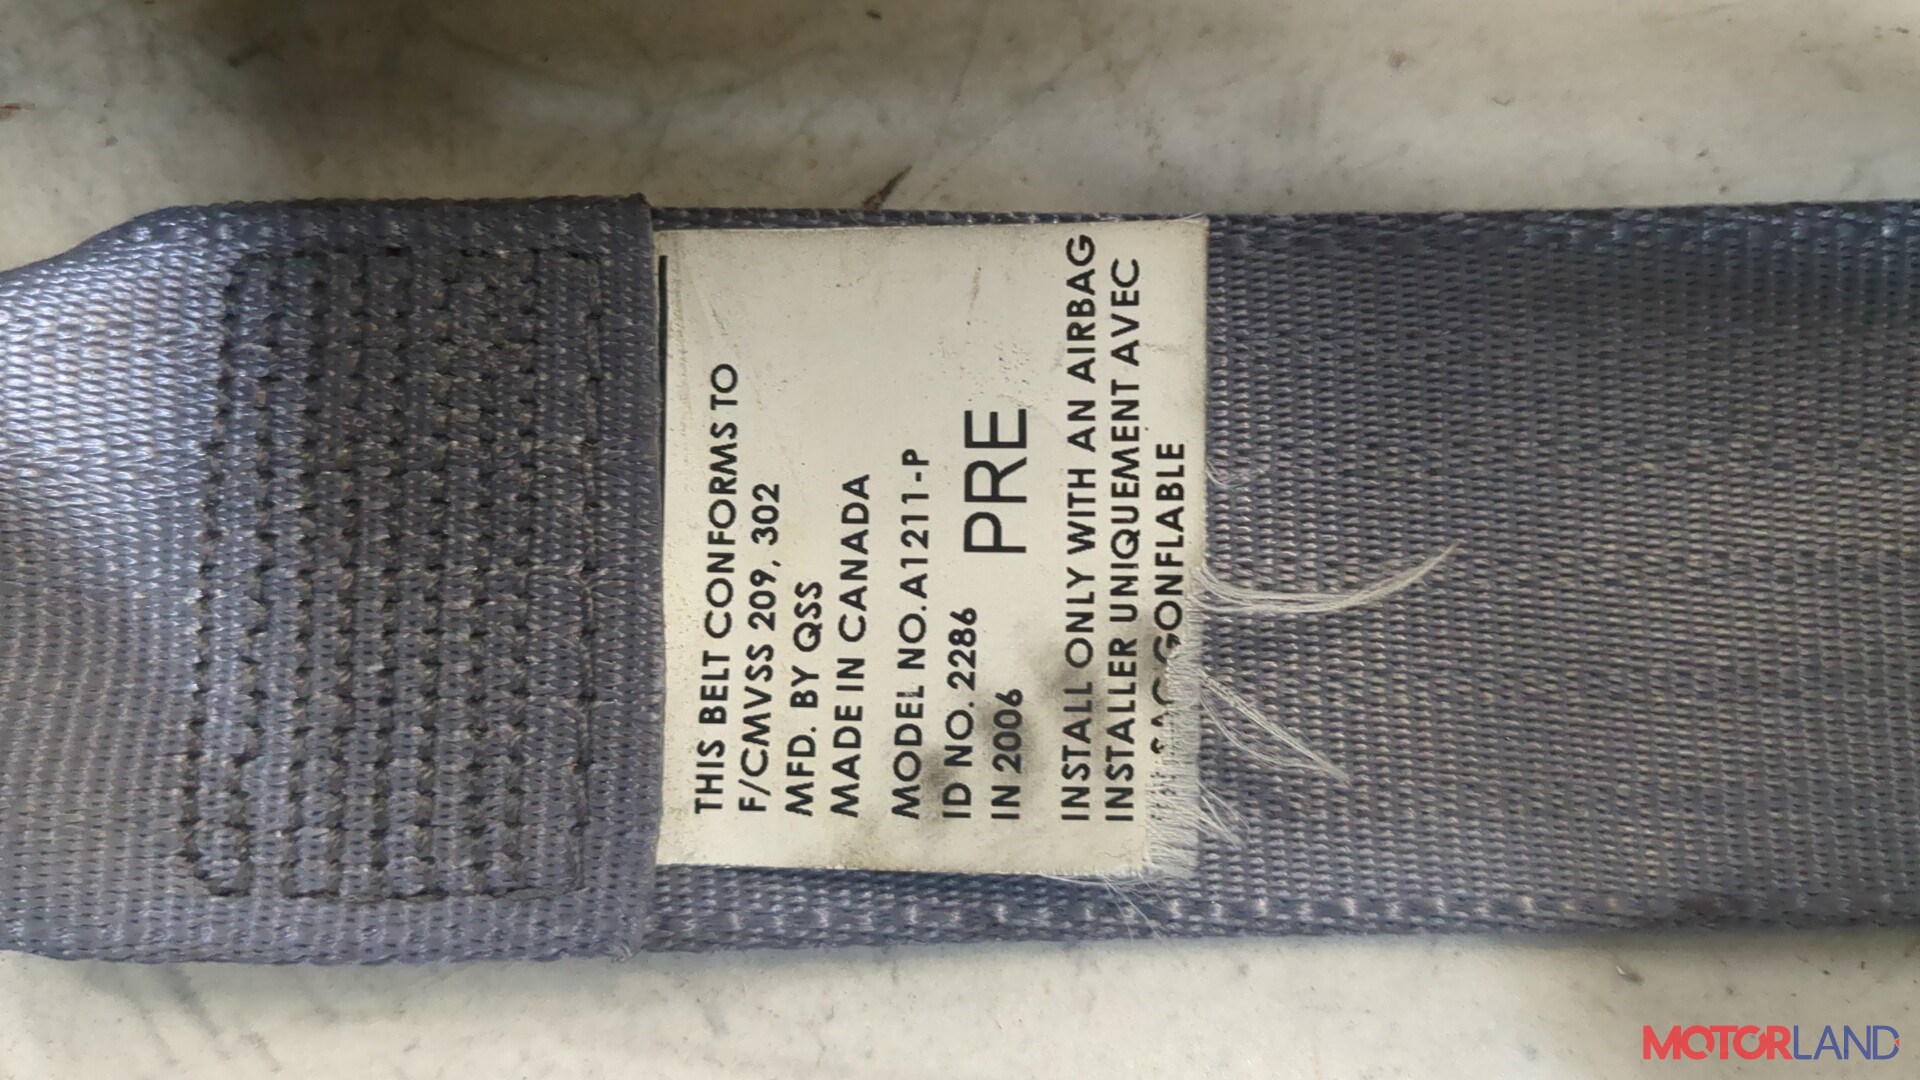 THIS BELT CONFORMS TO
F/CMVSS 209, 302
MFD. BY QSS
MADE IN CANADA
MODEL NO.A1211-P
ID NO. 2286
IN 2006 PRE
INSTALL ONLY WITH AN AIRBAG
INSTALLER UNIQUEMENT AVEC
SAC GONFLABLE
MOTORLAND